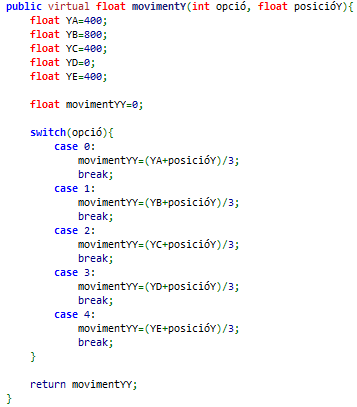 public virtual float movimentY(int opció, float posicióY){
float YA=400;
float YB=800;
float YC=400;
float YD=0;
float YE=400;
float movimentYY=0;
switch(opció){
case 0:
movimentYY=(YA+posicióY)/3;
break;
case 1:
movimentYY=(YB+posicióY)/3;
break;
case 2:
movimentYY=(YC+posicióY)/3;
break;
case 3:
movimentYY=(YD+posicióY)/3;
break;
case 4:
movimentYY=(YE+posicióY)/3;
break;
}
return movimentYY;
}